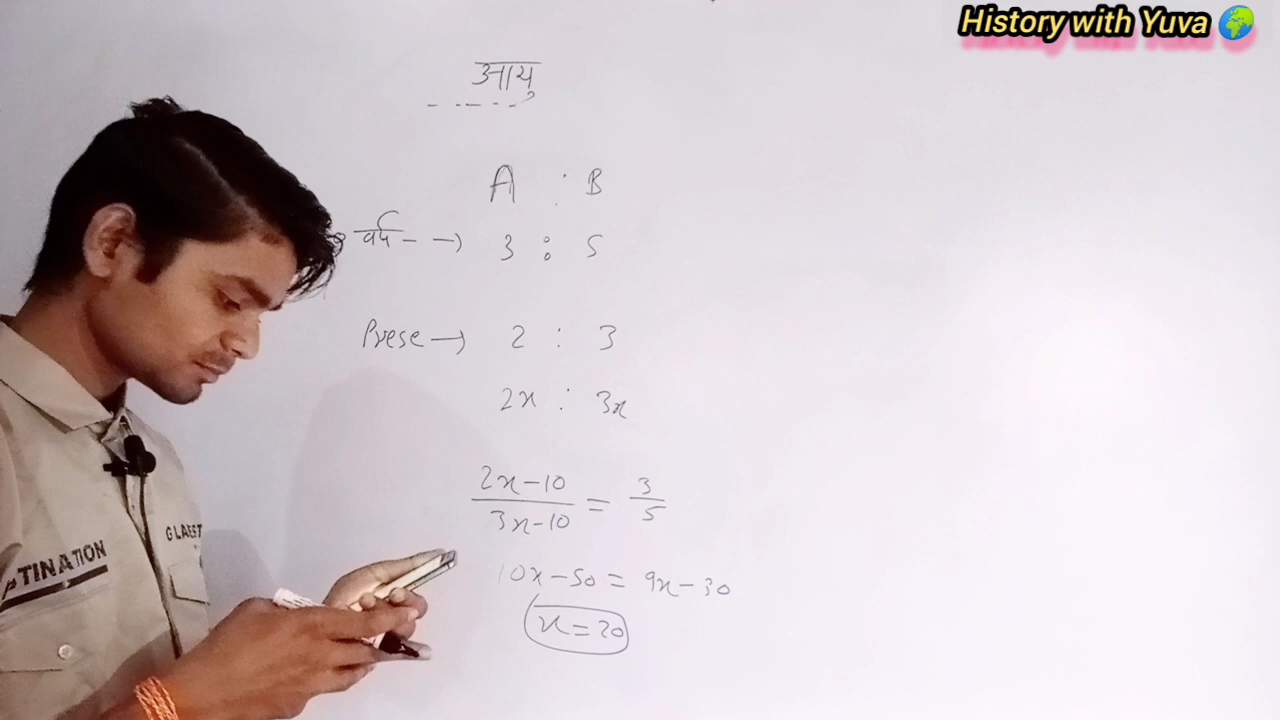 History with Yuva
आयु
A : B
वर्ष - → 3 : 5
Prese → 2 : 3
2x : 3x
2x-10 / 3x-10 = 3/5
10x-50 = 9x-30
x=20
TINATION
GLAEST